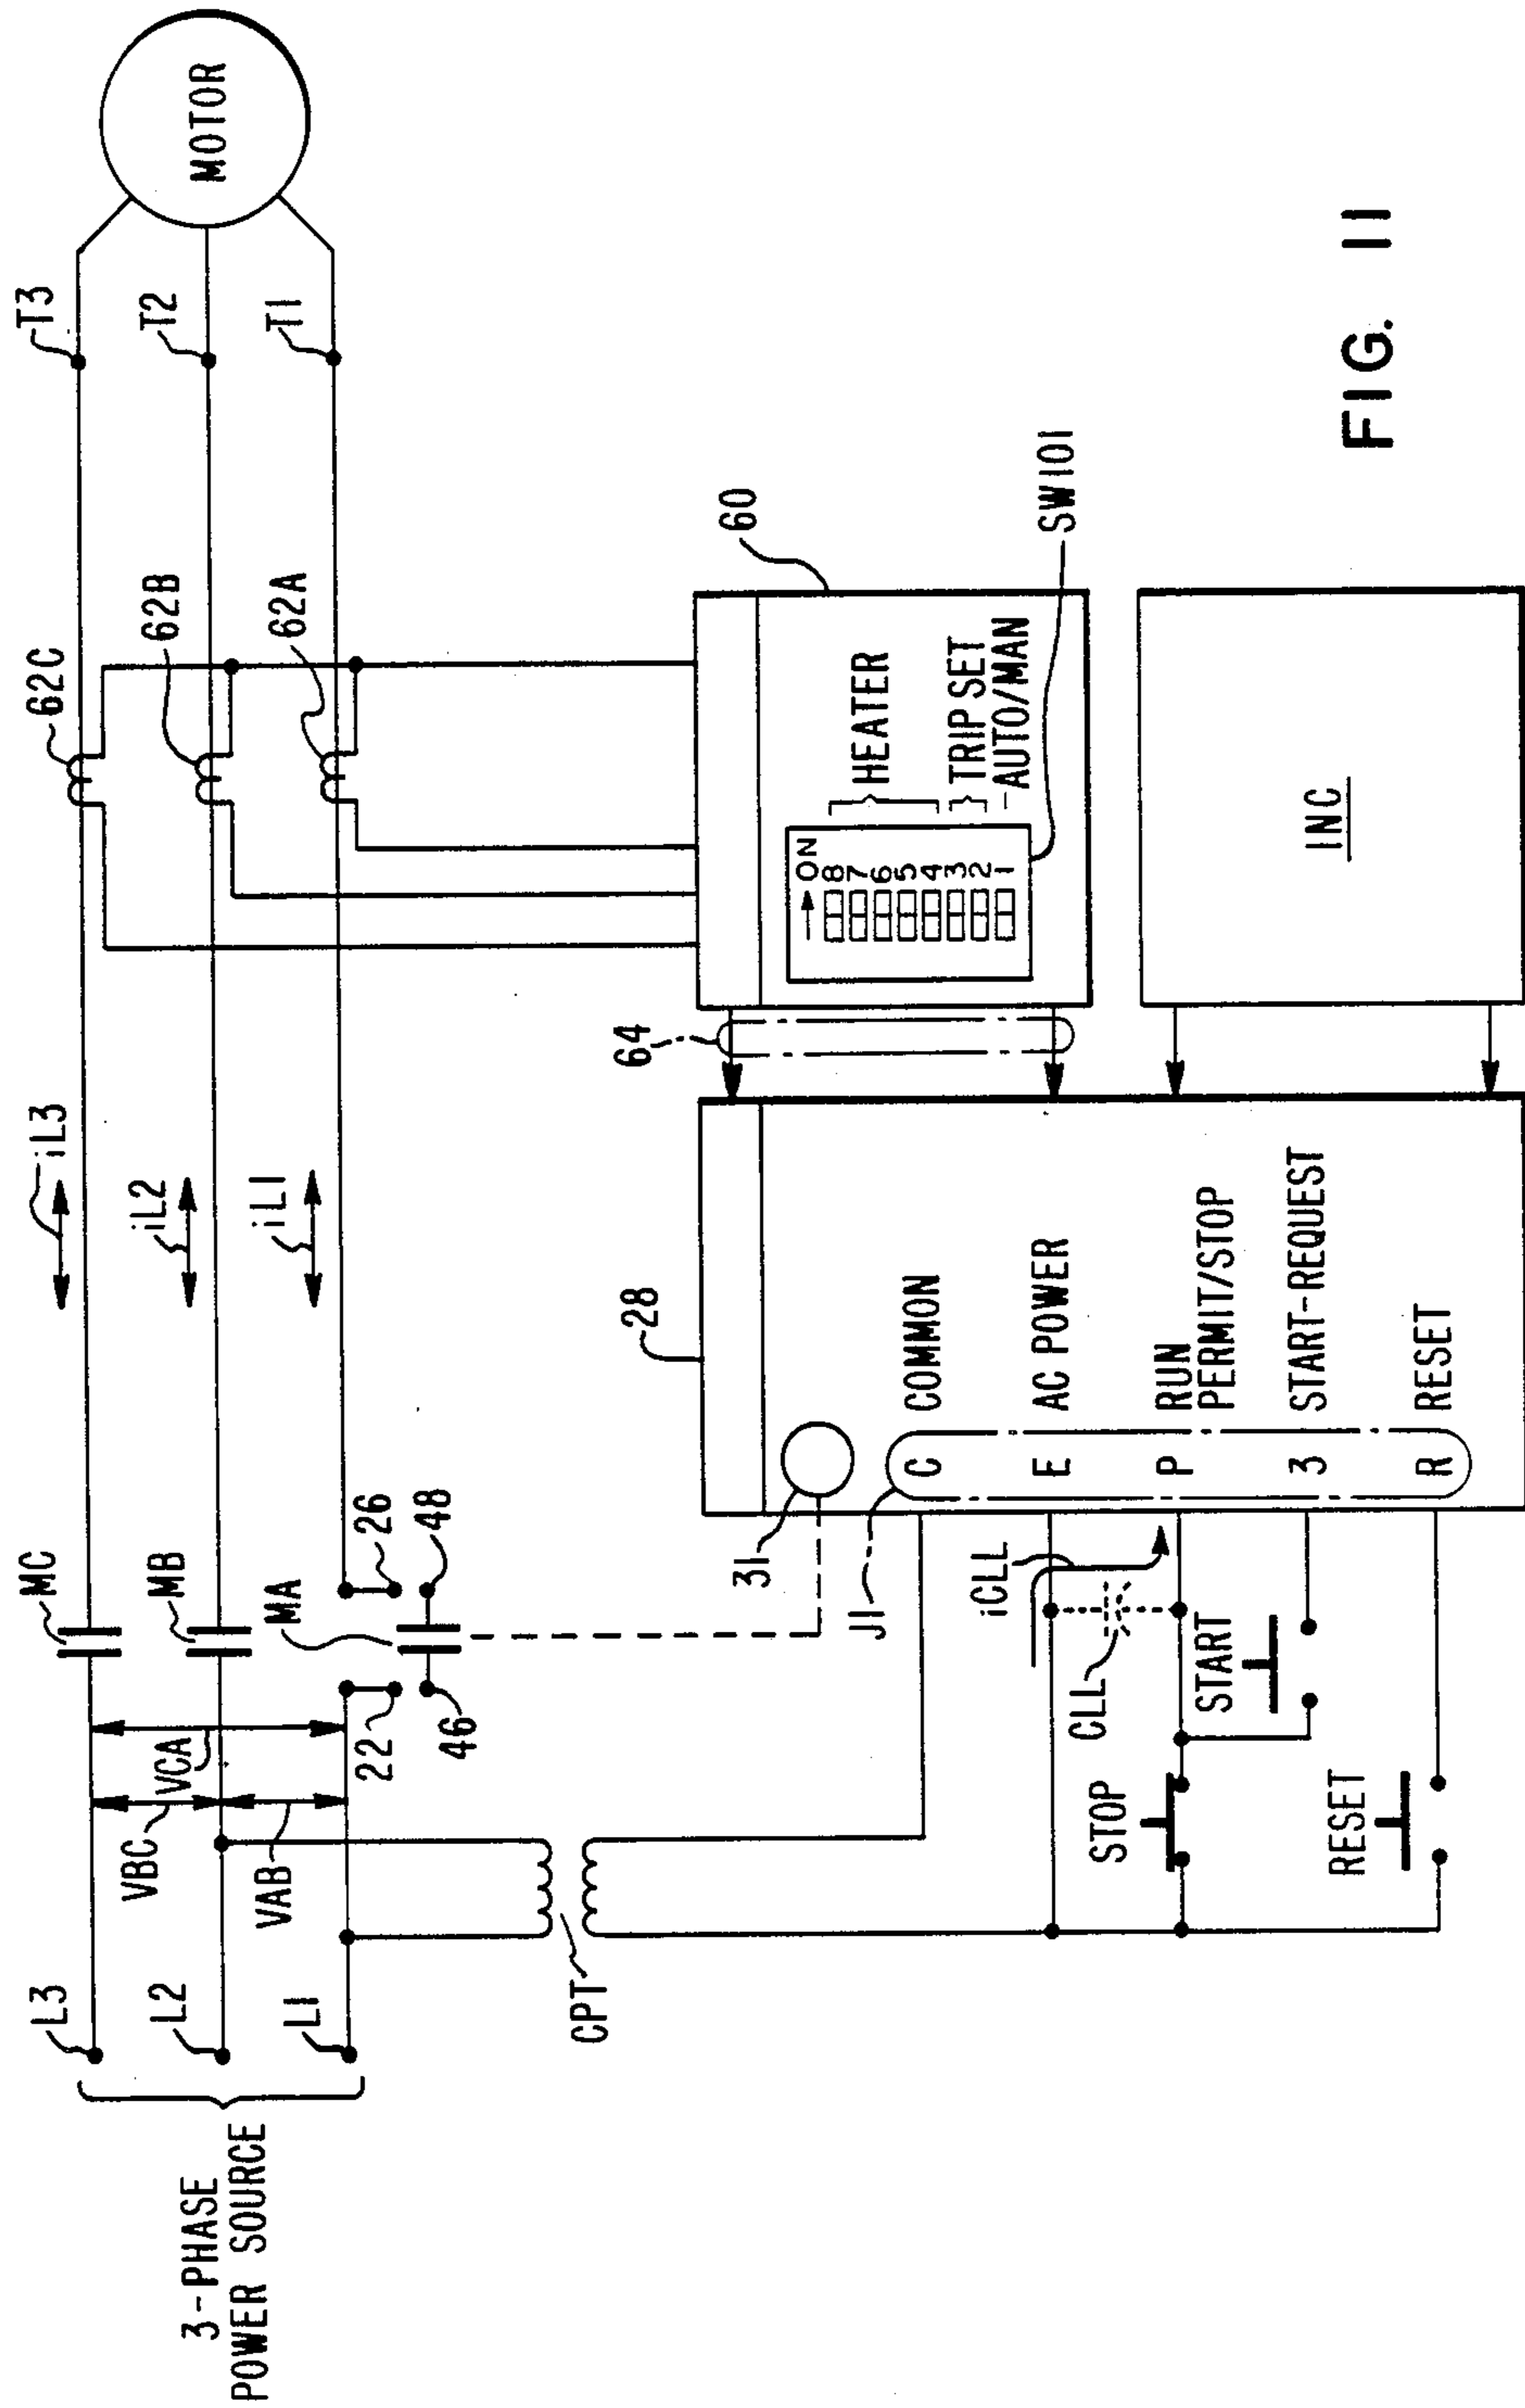 3-PHASE
POWER SOURCE
L3
L2
L1
VBC
VCA
VAB
MC
MB
MA
22
26
46
48
iL3
iL2
iL1
62C
62B
62A
T3
T2
T1
MOTOR
CPT
STOP
START
RESET
CLL
iCLL
J1
31
28
C COMMON
E AC POWER
P RUN
PERMIT/STOP
3 START-REQUEST
R RESET
64
60
→ ON
8
7
6
5
4
3
2
1
HEATER
TRIP SET
AUTO/MAN
SW101
INC
FIG. 11